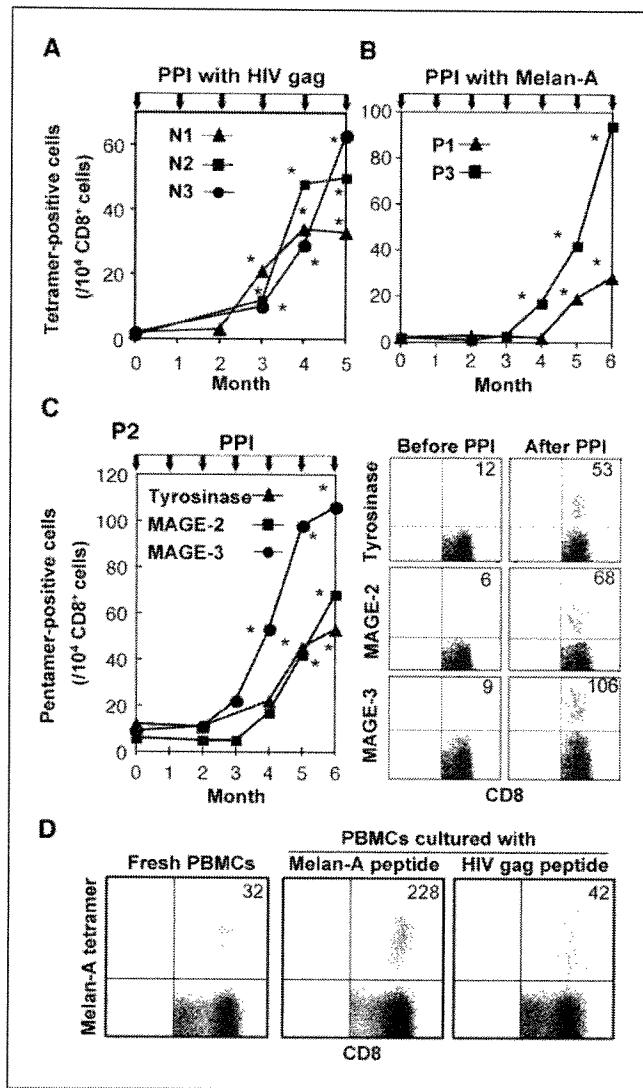 A
PPI with HIV gag
Tetramer-positive cells
(/10⁴ CD8⁺ cells)
60
40
20
0
N1
N2
N3
*
*
*
*
*
*
*
*
*
0 1 2 3 4 5
Month
B
PPI with Melan-A
100
80
60
40
20
0
P1
P3
*
*
*
*
*
0 1 2 3 4 5 6
Month
C
P2
PPI
Pentamer-positive cells
(/10⁴ CD8⁺ cells)
120
100
80
60
40
20
0
Tyrosinase
MAGE-2
MAGE-3
*
*
*
*
*
*
*
0 1 2 3 4 5 6
Month
Before PPI After PPI
Tyrosinase
12 53
MAGE-2
6 68
MAGE-3
9 106
CD8
D
PBMCs cultured with
Fresh PBMCs Melan-A peptide HIV gag peptide
Melan-A tetramer
32 228 42
CD8